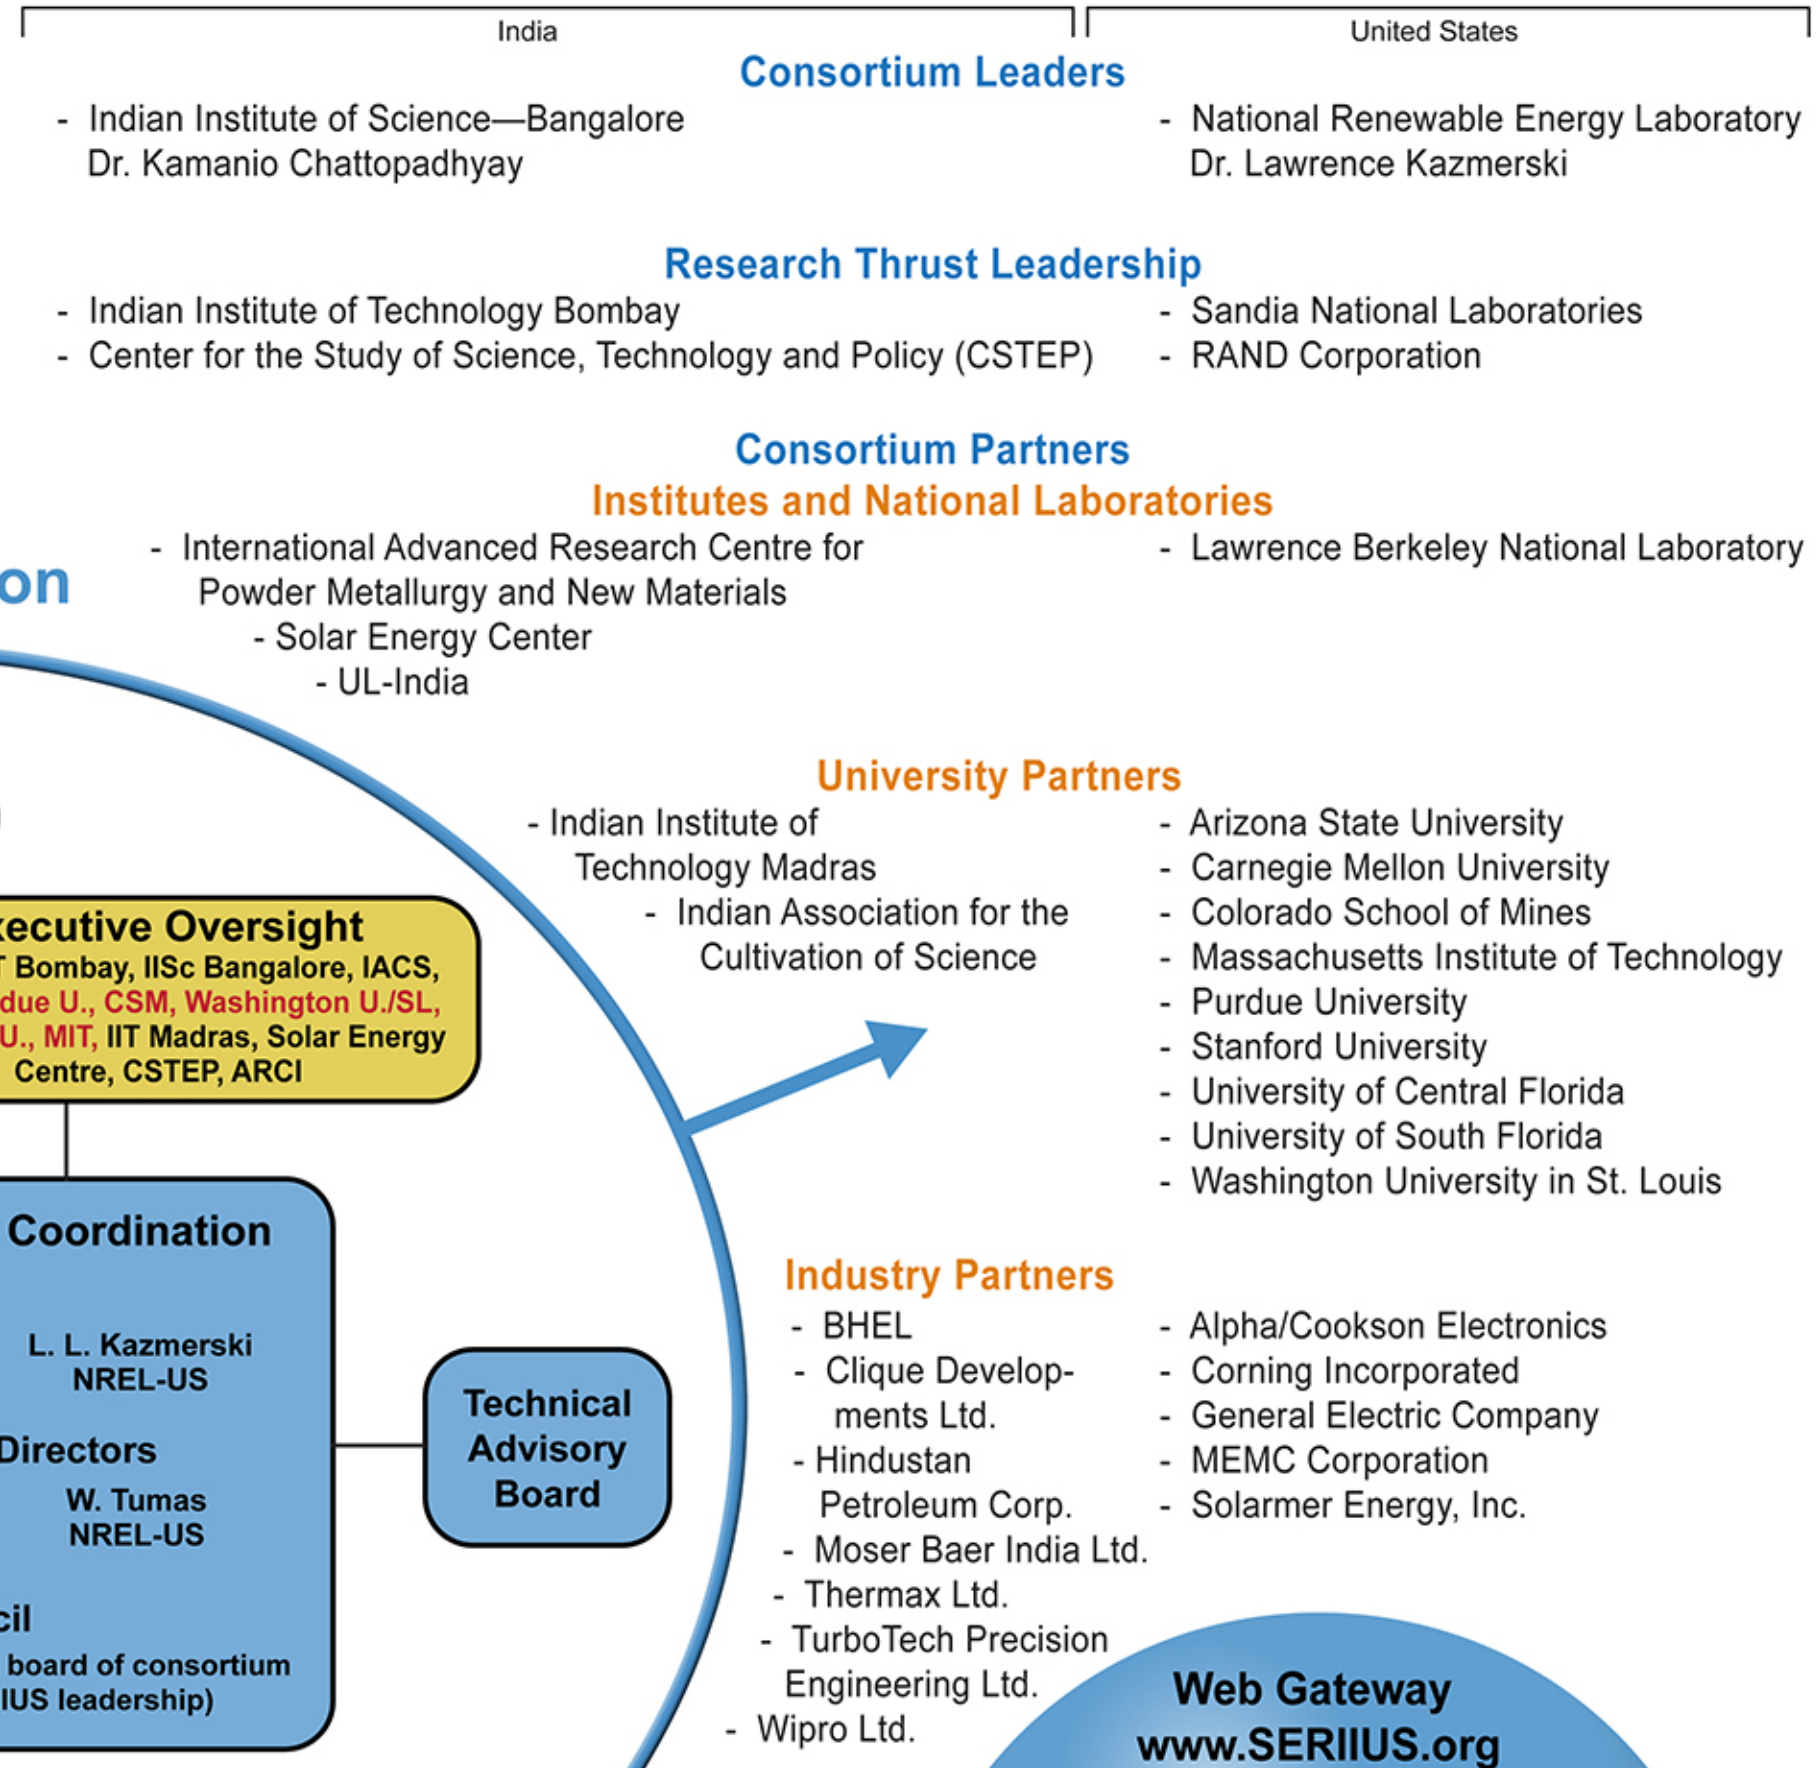 India
United States
Consortium Leaders
- Indian Institute of Science—Bangalore
Dr. Kamanio Chattopadhyay
- National Renewable Energy Laboratory
Dr. Lawrence Kazmerski
Research Thrust Leadership
- Indian Institute of Technology Bombay
- Center for the Study of Science, Technology and Policy (CSTEP)
- Sandia National Laboratories
- RAND Corporation
Consortium Partners
Institutes and National Laboratories
- International Advanced Research Centre for
Powder Metallurgy and New Materials
- Solar Energy Center
- UL-India
- Lawrence Berkeley National Laboratory
on
University Partners
- Indian Institute of
Technology Madras
- Indian Association for the
Cultivation of Science
- Arizona State University
- Carnegie Mellon University
- Colorado School of Mines
- Massachusetts Institute of Technology
- Purdue University
- Stanford University
- University of Central Florida
- University of South Florida
- Washington University in St. Louis
xecutive Oversight
T Bombay, IISc Bangalore, IACS,
due U., CSM, Washington U./SL,
U., MIT, IIT Madras, Solar Energy
Centre, CSTEP, ARCI
Coordination
L. L. Kazmerski
NREL-US
Directors
W. Tumas
NREL-US
cil
board of consortium
IUS leadership)
Technical
Advisory
Board
Industry Partners
- BHEL
- Clique Develop-
ments Ltd.
- Hindustan
Petroleum Corp.
- Moser Baer India Ltd.
- Thermax Ltd.
- TurboTech Precision
Engineering Ltd.
- Wipro Ltd.
- Alpha/Cookson Electronics
- Corning Incorporated
- General Electric Company
- MEMC Corporation
- Solarmer Energy, Inc.
Web Gateway
www.SERIIUS.org